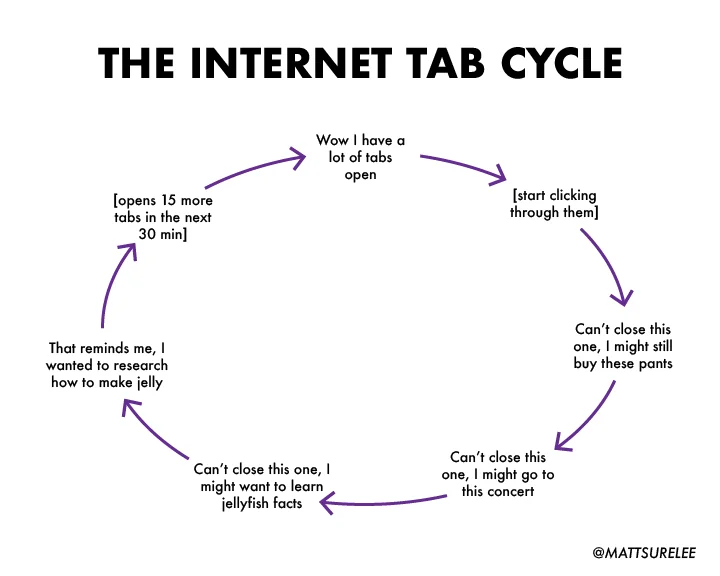 THE INTERNET TAB CYCLE
Wow I have a
lot of tabs
open
[start clicking
through them]
Can’t close this
one, I might still
buy these pants
Can’t close this
one, I might go to
this concert
Can’t close this one, I
might want to learn
jellyfish facts
That reminds me, I
wanted to research
how to make jelly
[opens 15 more
tabs in the next
30 min]
@MATTSURELEE